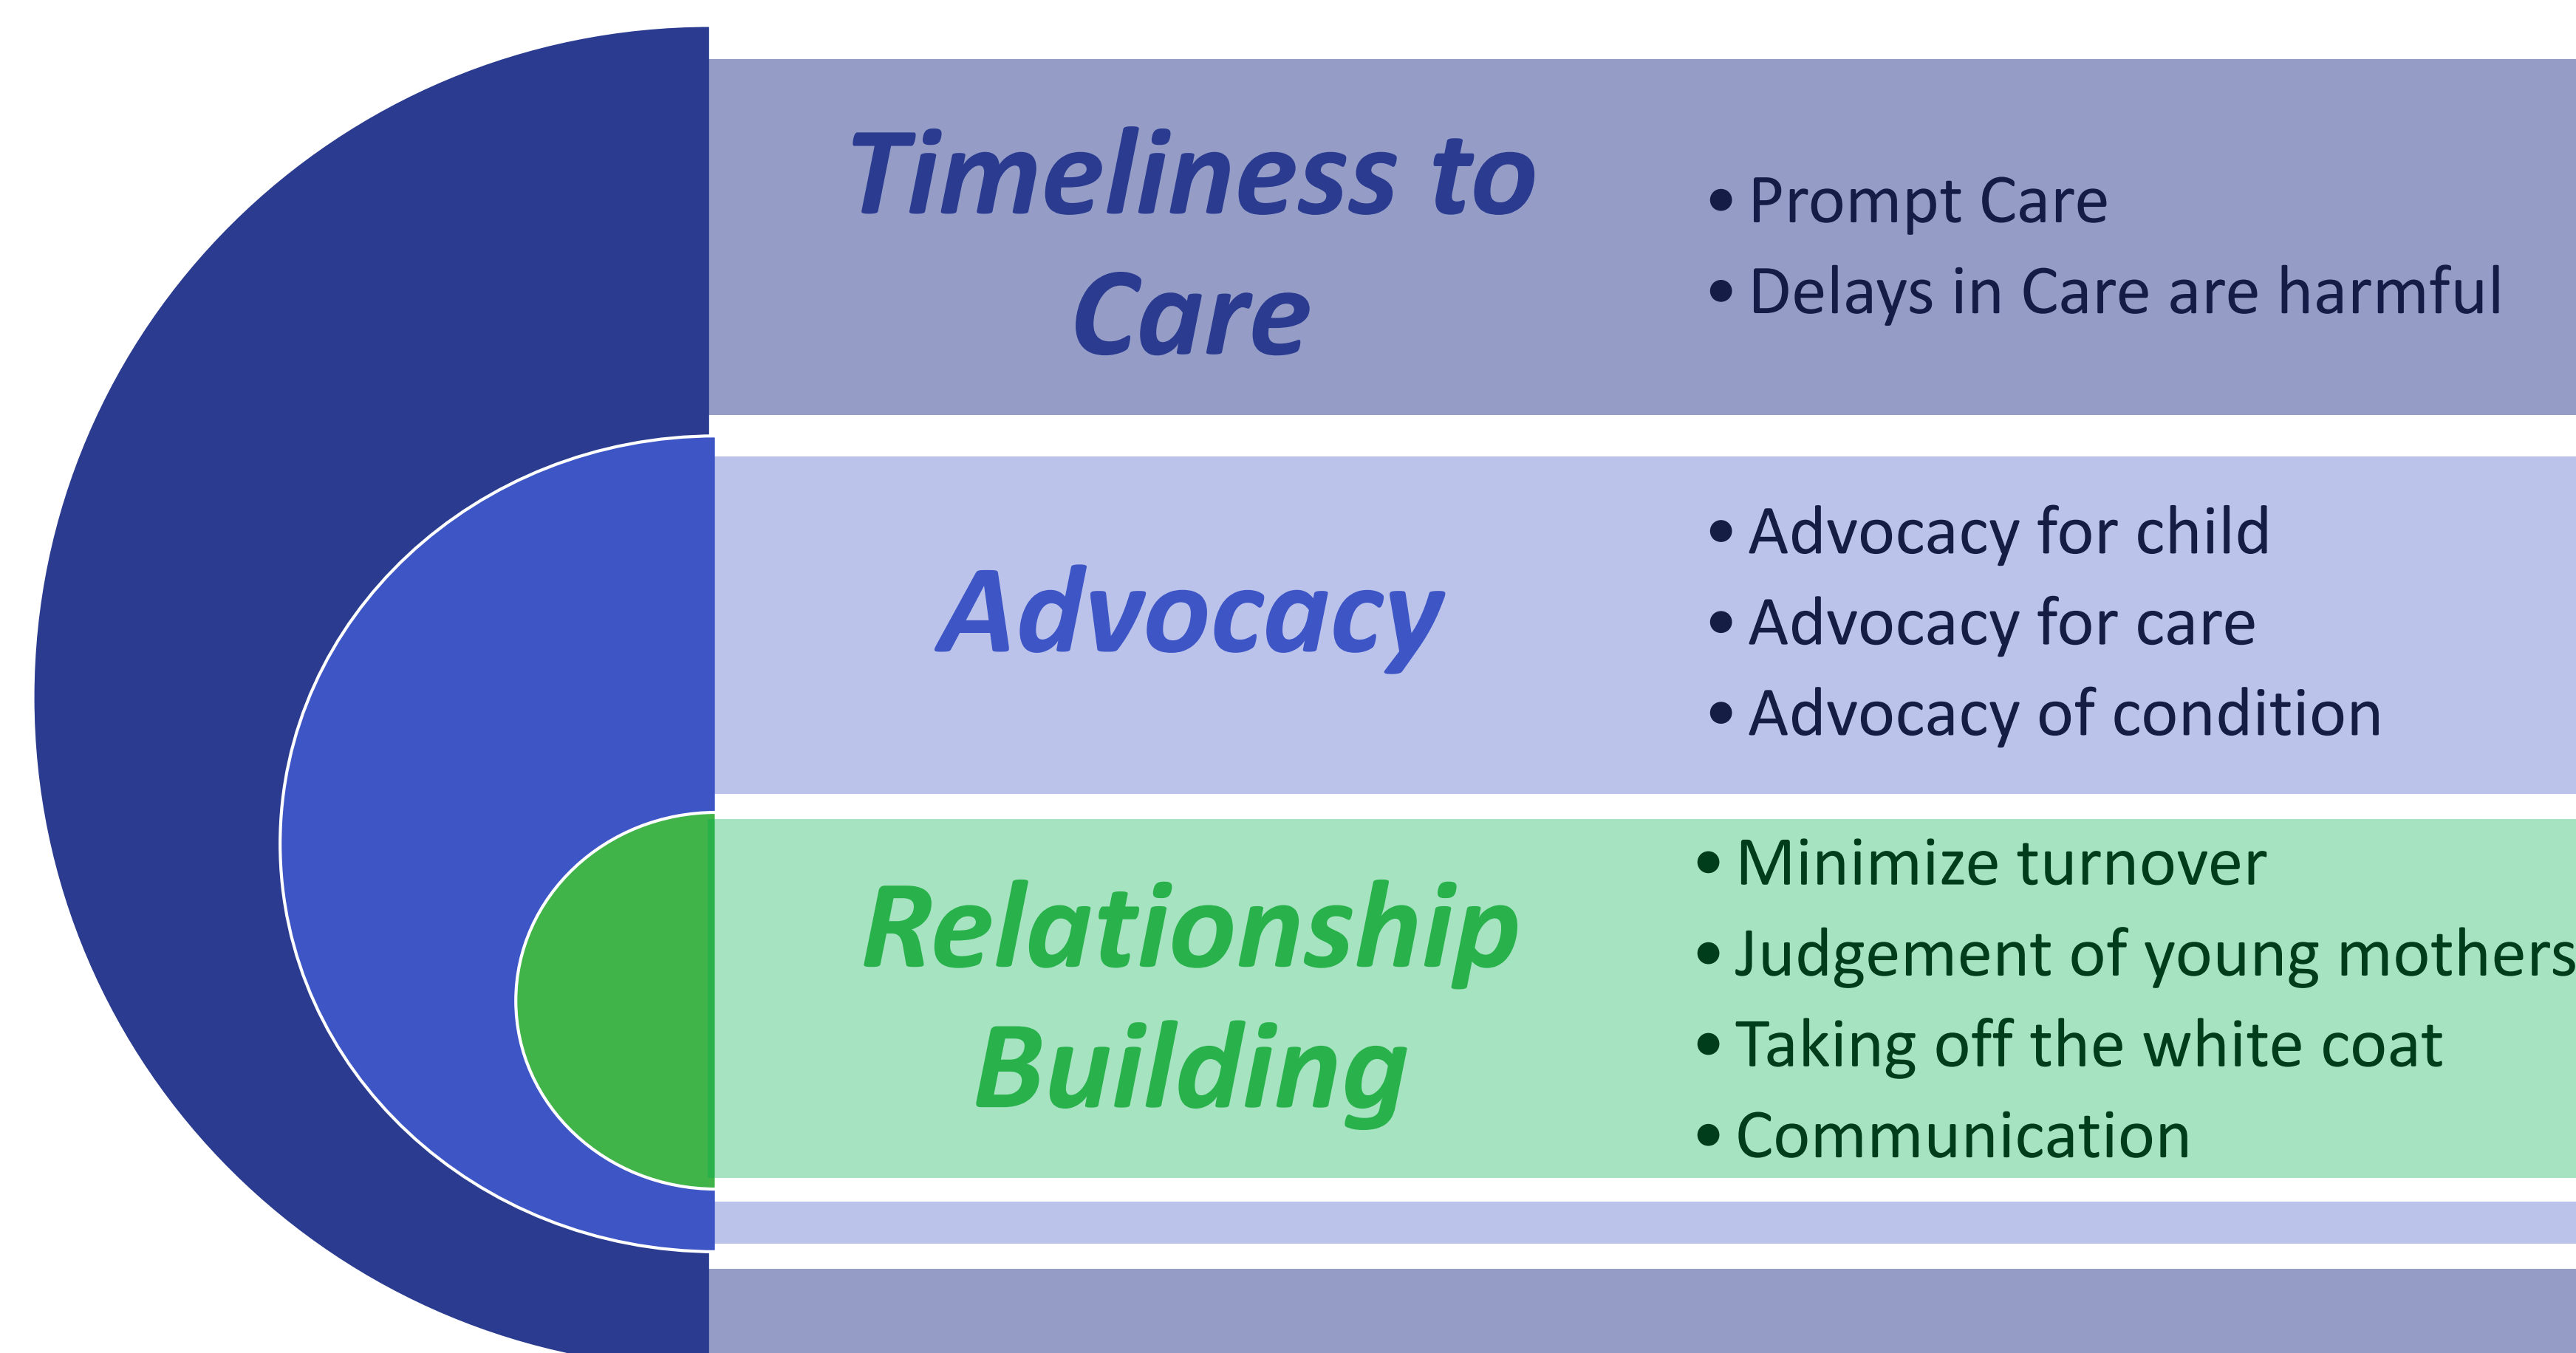 Timeliness to
Care
• Prompt Care
• Delays in Care are harmful
Advocacy
• Advocacy for child
• Advocacy for care
• Advocacy of condition
Relationship
Building
• Minimize turnover
• Judgement of young mothers
• Taking off the white coat
• Communication